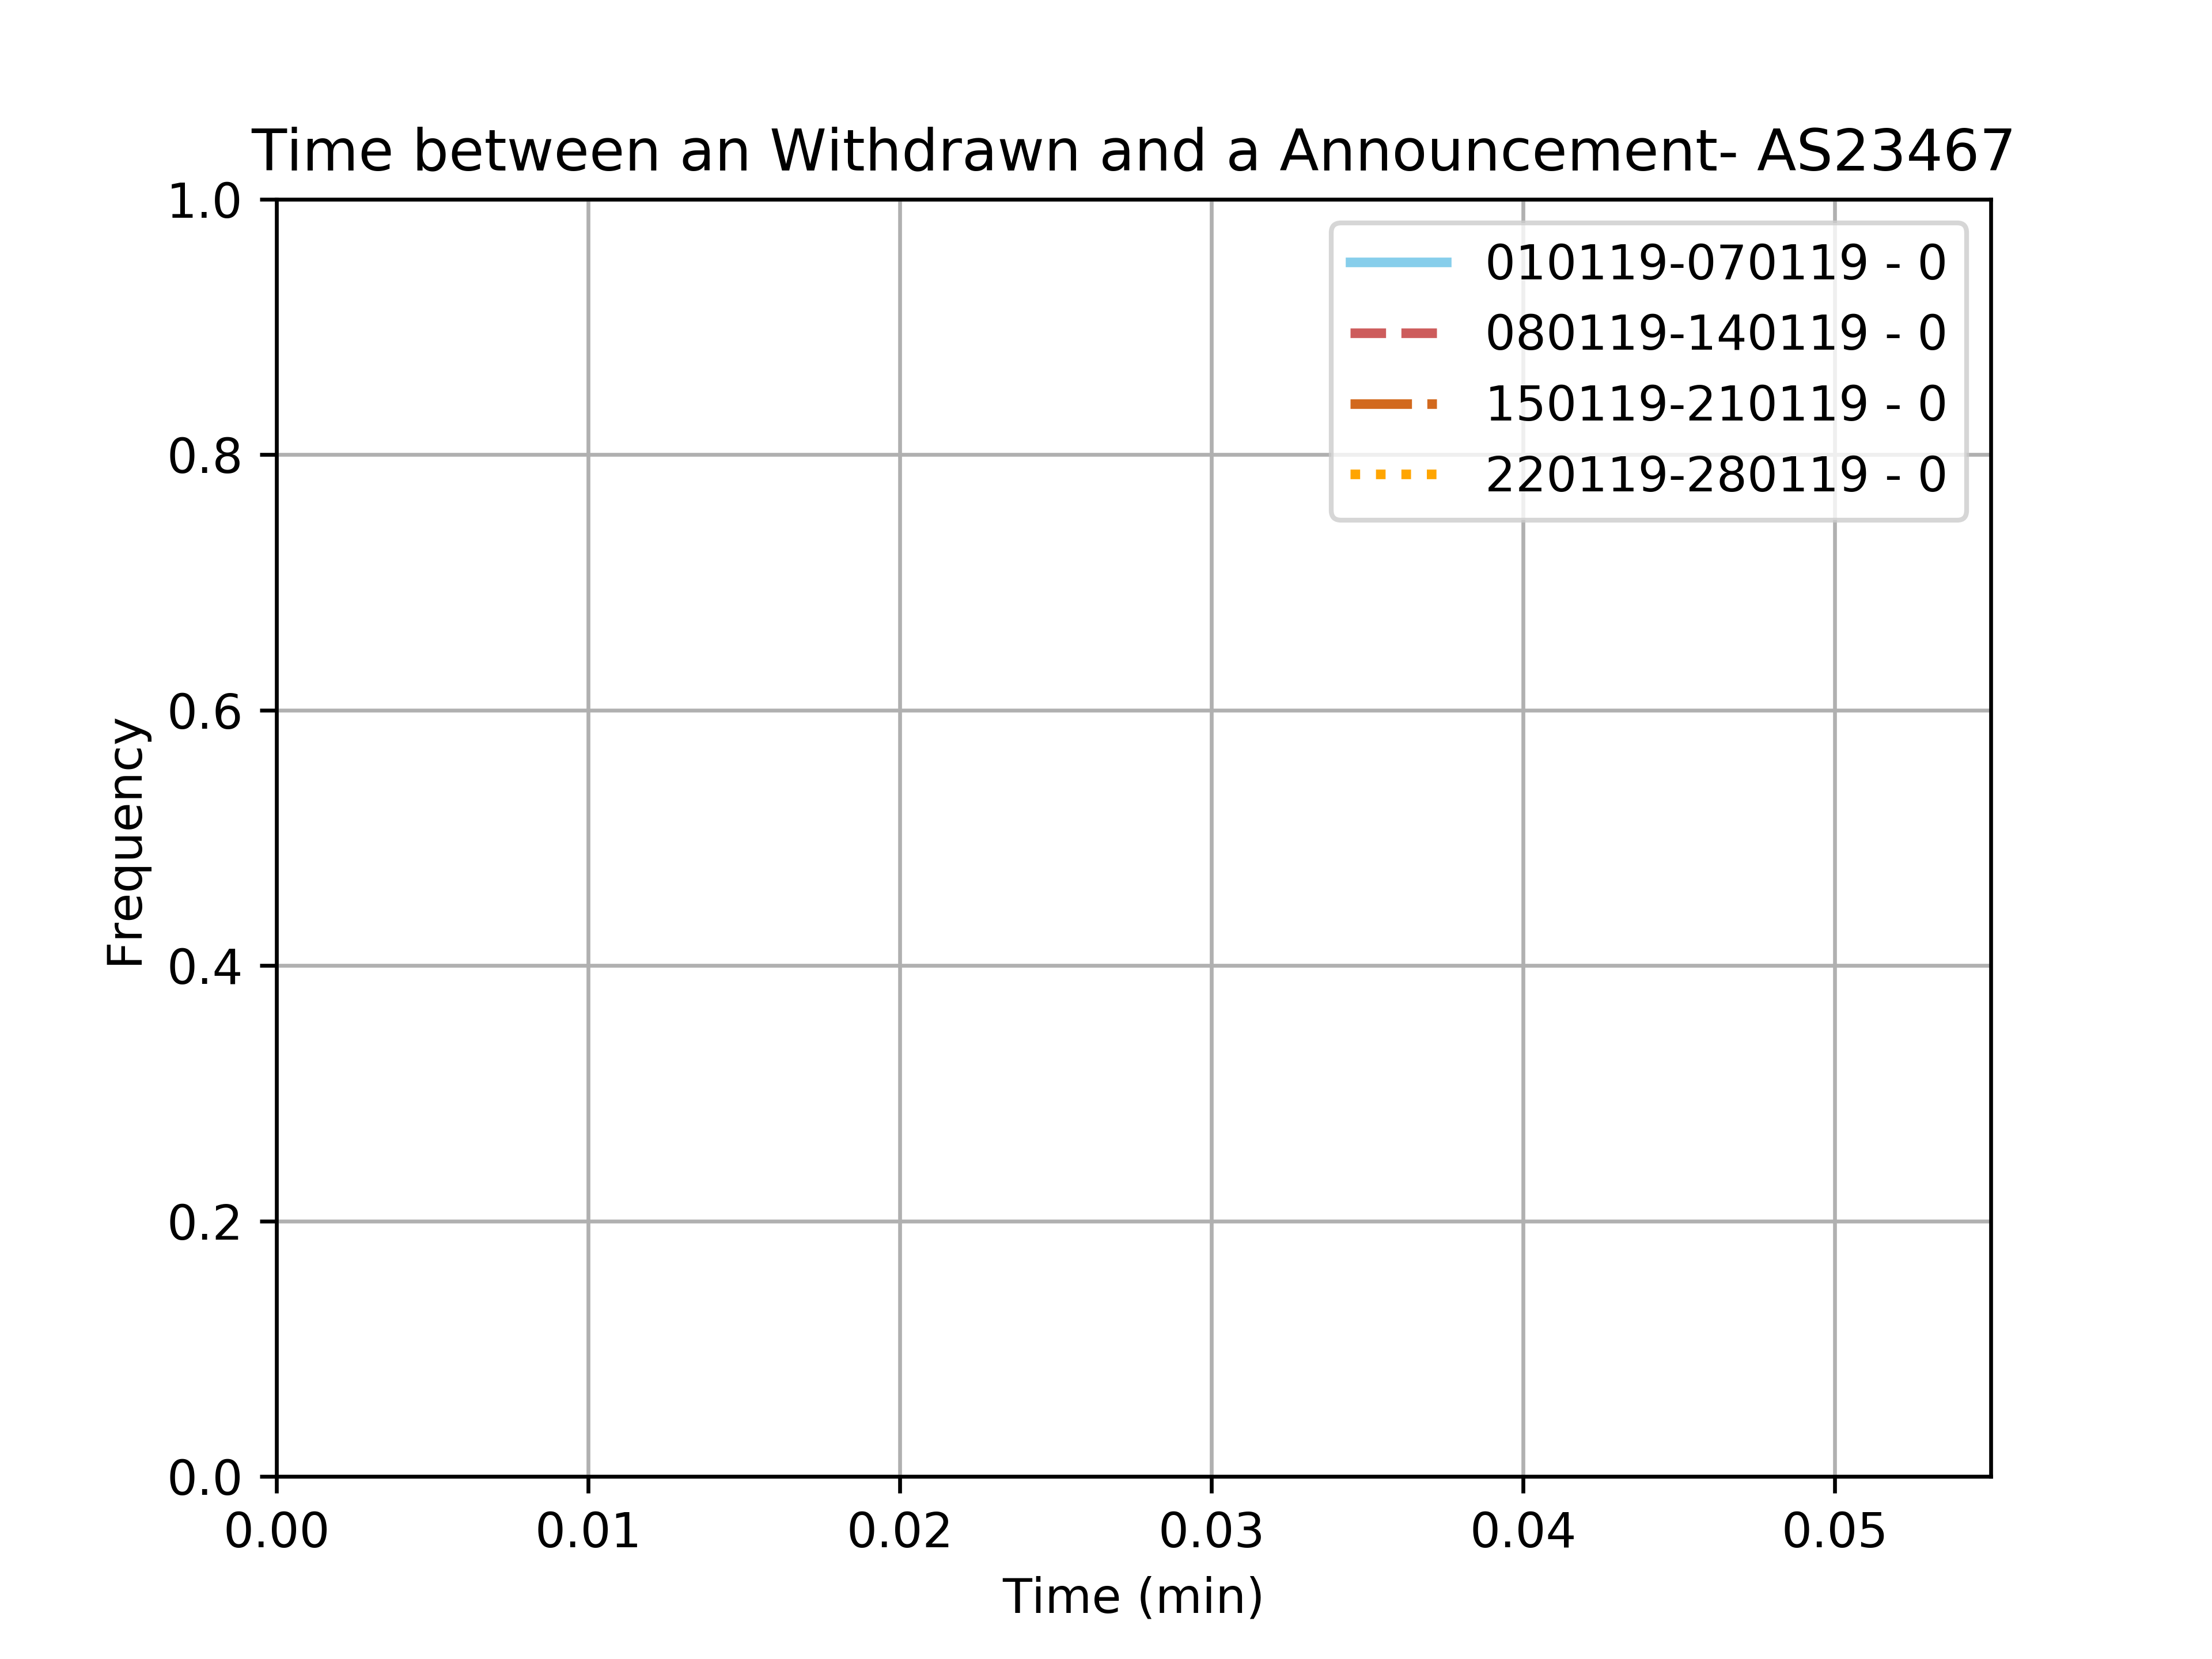 Time between an Withdrawn and a Announcement- AS23467
1.0
0.8
0.6
0.4
0.2
0.0
Frequency
010119-070119 - 0
080119-140119 - 0
150119-210119 - 0
220119-280119 - 0
0.00 0.01 0.02 0.03 0.04 0.05
Time (min)